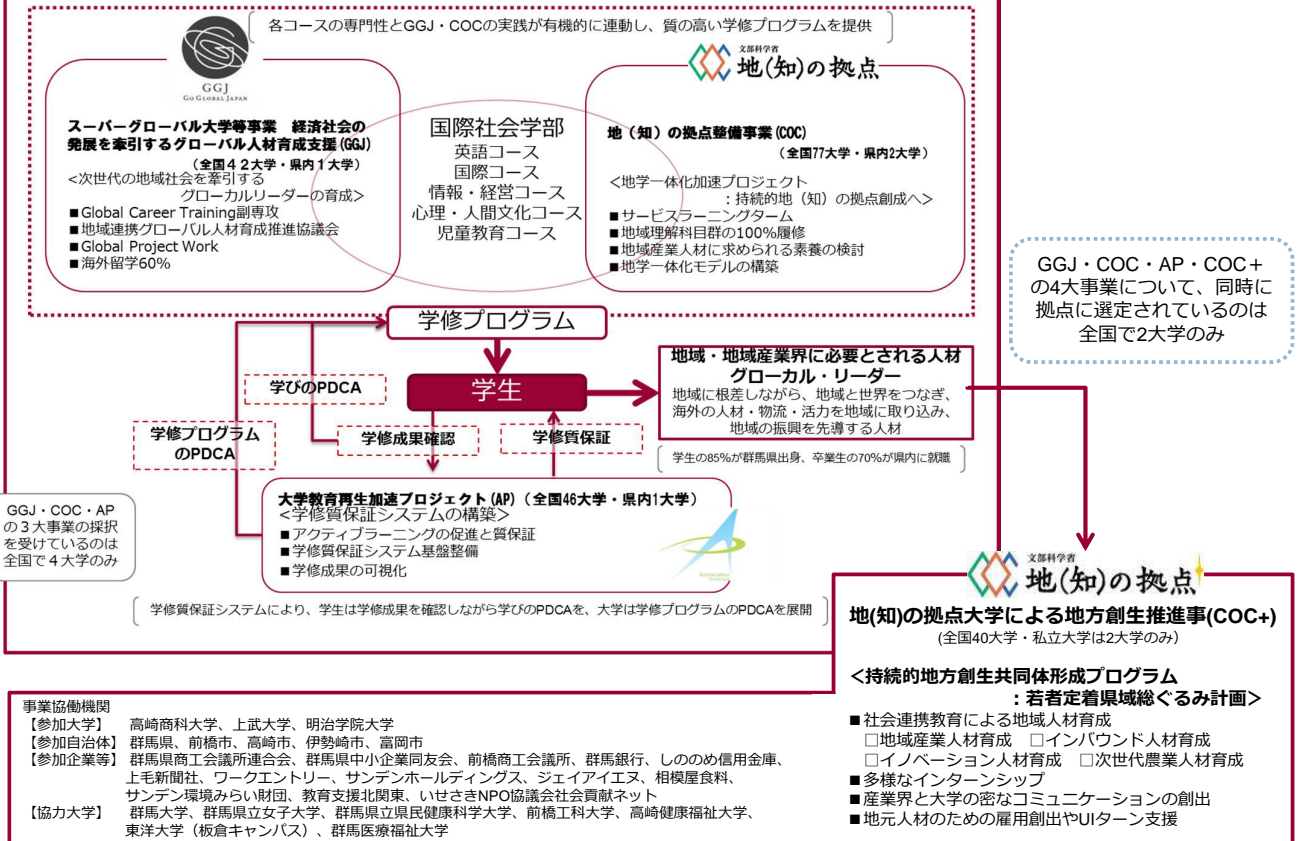 各コースの専門性とGGJ・COCの実践が有機的に連動し、質の高い学修プログラムを提供
GGJ
GO GLOBAL JAPAN
文部科学省
地(知)の拠点
スーパーグローバル大学等事業　経済社会の
発展を牽引するグローバル人材育成支援(GGJ)
(全国４２大学・県内１大学)
<次世代の地域社会を牽引する
グローカルリーダーの育成>
■Global Career Training副専攻
■地域連携グローバル人材育成推進協議会
■Global Project Work
■海外留学60%
国際社会学部
英語コース
国際コース
情報・経営コース
心理・人間文化コース
児童教育コース
地（知）の拠点整備事業(COC)
(全国77大学・県内2大学)
<地学一体化加速プロジェクト
：持続的地（知）の拠点創成へ>
■サービスラーニングターム
■地域理解科目群の100%履修
■地域産業人材に求められる素養の検討
■地学一体化モデルの構築
GGJ・COC・AP・COC＋
の4大事業について、同時に
拠点に選定されているのは
全国で2大学のみ
学修プログラム
学生
学びのPDCA
学修プログラム
のPDCA
学修成果確認
学修質保証
地域・地域産業界に必要とされる人材
グローカル・リーダー
地域に根差しながら、地域と世界をつなぎ、
海外の人材・物流・活力を地域に取り込み、
地域の振興を先導する人材
学生の85%が群馬県出身、卒業生の70%が県内に就職
GGJ・COC・AP
の３大事業の採択
を受けているのは
全国で４大学のみ
大学教育再生加速プロジェクト(AP)（全国46大学・県内1大学）
<学修質保証システムの構築>
■アクティブラーニングの促進と質保証
■学修質保証システム基盤整備
■学修成果の可視化
Acceleration
Program
学修質保証システムにより、学生は学修成果を確認しながら学びのPDCAを、大学は学修プログラムのPDCAを展開
文部科学省
地(知)の拠点
地(知)の拠点大学による地方創生推進事(COC+)
(全国40大学・私立大学は2大学のみ）
<持続的地方創生共同体形成プログラム
：若者定着県域総ぐるみ計画>
■社会連携教育による地域人材育成
□地域産業人材育成　□インバウンド人材育成
□イノベーション人材育成　□次世代農業人材育成
■多様なインターンシップ
■産業界と大学の密なコミュニケーションの創出
■地元人材のための雇用創出やUIターン支援
事業協働機関
【参加大学】　高崎商科大学、上武大学、明治学院大学
【参加自治体】 群馬県、前橋市、高崎市、伊勢崎市、富岡市
【参加企業等】 群馬県商工会議所連合会、群馬県中小企業同友会、前橋商工会議所、群馬銀行、しののめ信用金庫、
上毛新聞社、ワークエントリー、サンデンホールディングス、ジェイアイエヌ、相模屋食料、
サンデン環境みらい財団、教育支援北関東、いせさきNPO協議会社会貢献ネット
【協力大学】　群馬大学、群馬県立女子大学、群馬県立県民健康科学大学、前橋工科大学、高崎健康福祉大学、
東洋大学（板倉キャンパス）、群馬医療福祉大学